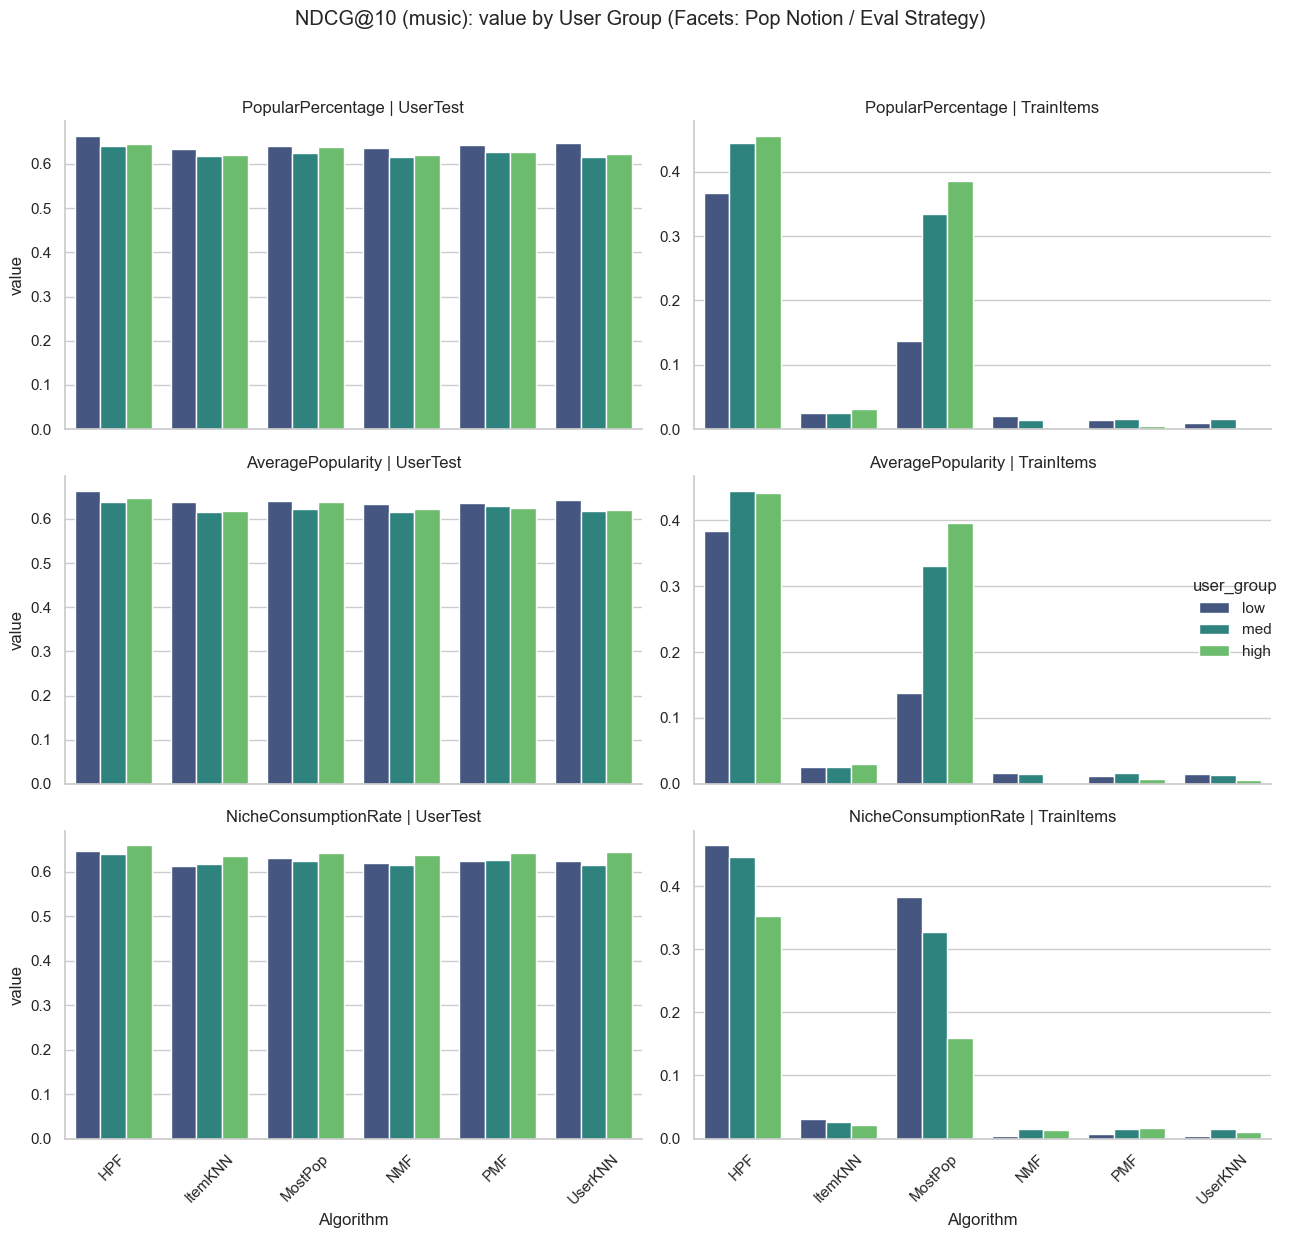 NDCG@10 (music): value by User Group (Facets: Pop Notion / Eval Strategy)
PopularPercentage | UserTest
PopularPercentage | TrainItems
value
0.6
0.5
0.4
0.3
0.2
0.1
0.0
0.4
0.3
0.2
0.1
0.0
AveragePopularity | UserTest
AveragePopularity | TrainItems
value
0.6
0.5
0.4
0.3
0.2
0.1
0.0
0.4
0.3
0.2
0.1
0.0
user_group
low
med
high
NicheConsumptionRate | UserTest
NicheConsumptionRate | TrainItems
value
0.6
0.5
0.4
0.3
0.2
0.1
0.0
0.4
0.3
0.2
0.1
0.0
HPF
ItemKNN
MostPop
NMF
PMF
UserKNN
HPF
ItemKNN
MostPop
NMF
PMF
UserKNN
Algorithm
Algorithm